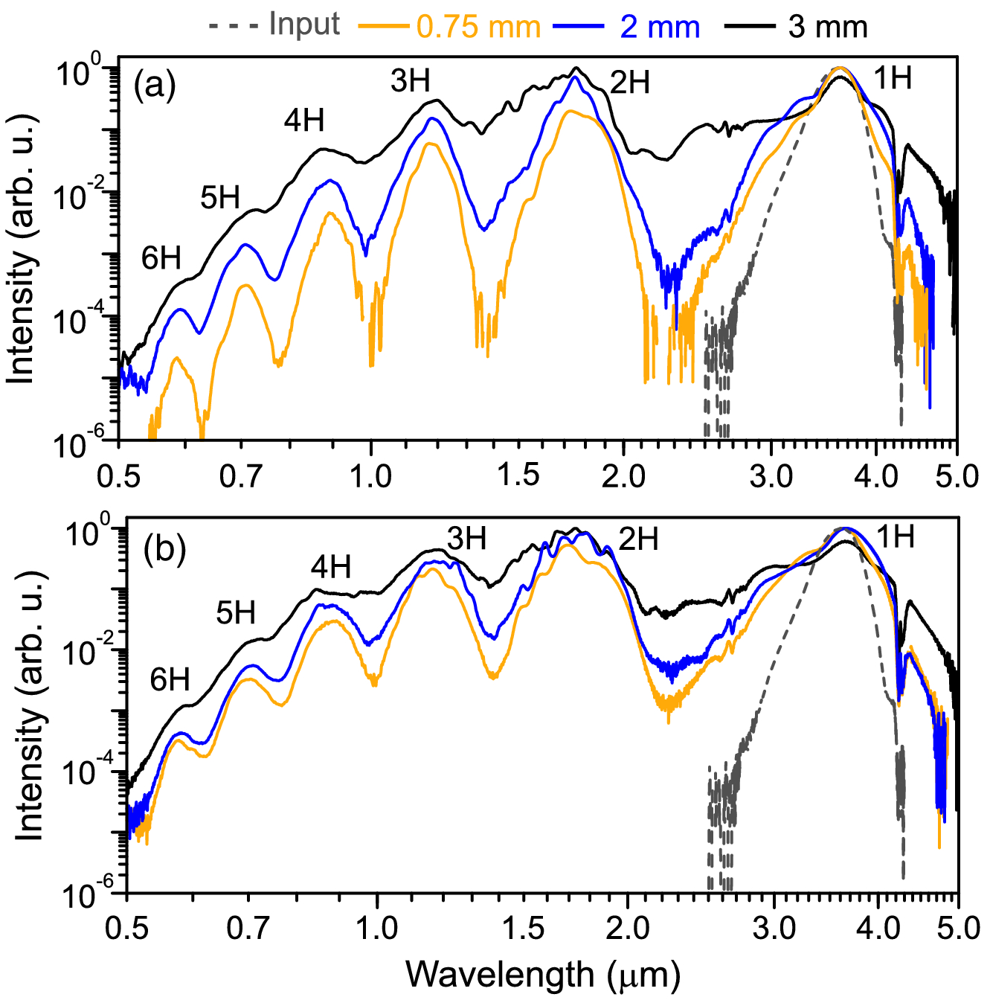 Input 0.75 mm 2 mm 3 mm
(a) 6H 5H 4H 3H 2H 1H
Intensity (arb. u.)
10^0
10^-2
10^-4
10^-6
0.5 0.7 1.0 1.5 2.0 3.0 4.0 5.0
(b) 6H 5H 4H 3H 2H 1H
Intensity (arb. u.)
10^0
10^-2
10^-4
10^-6
0.5 0.7 1.0 1.5 2.0 3.0 4.0 5.0
Wavelength (μm)